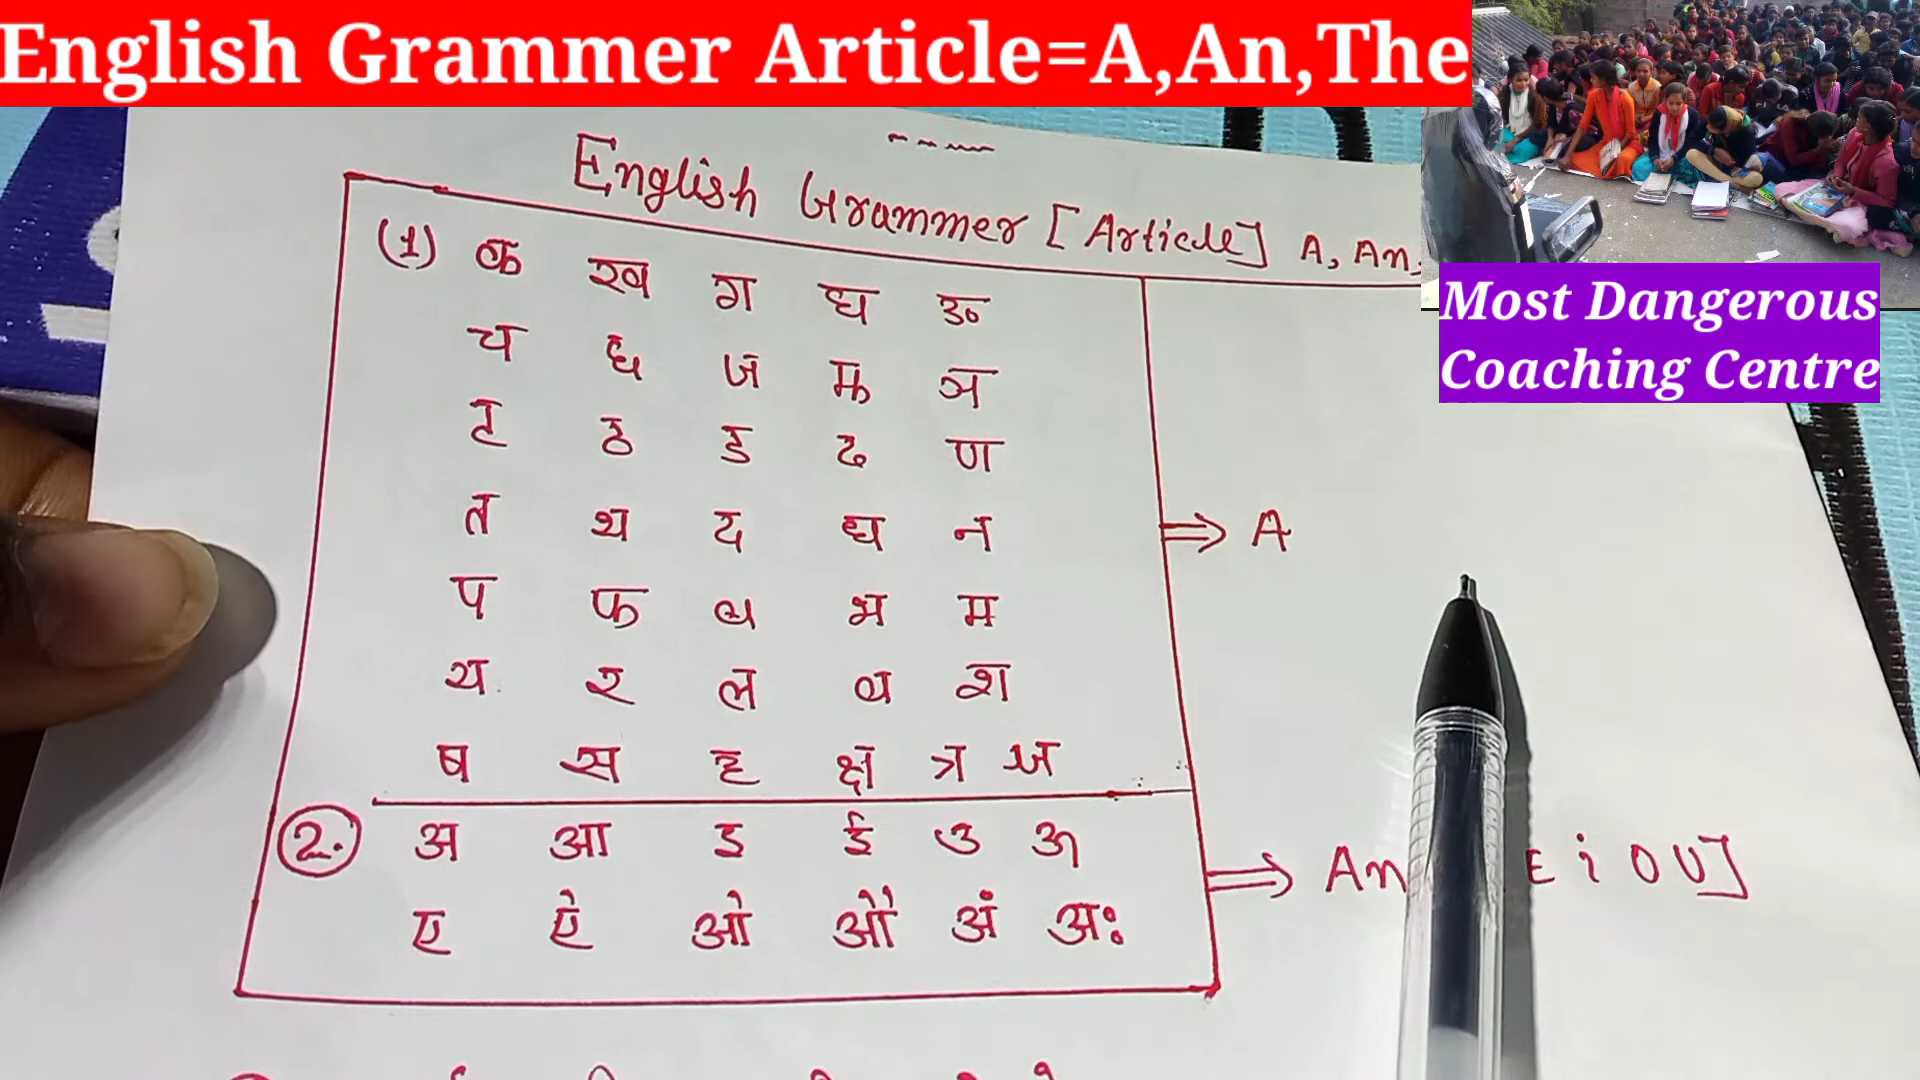 English Grammer Article=A,An,The
Most Dangerous
Coaching Centre
English Grammer [Article] A, An,
(1) क ख ग घ ङ
च छ ज झ ञ
ट ठ ड ढ ण
त थ द ध न
प फ ब भ म
य र ल व श
ष स ह क्ष त्र ज्ञ
⇒ A
2. अ आ इ ई उ ऊ
ए ऐ ओ औ अं अः
⇒ An E i O U]